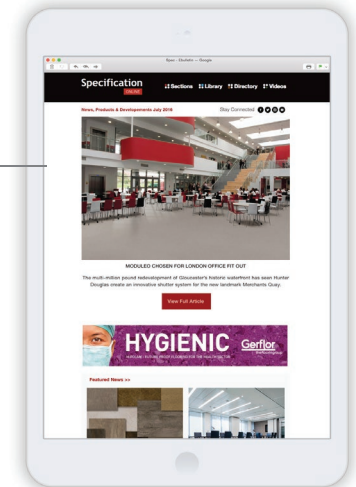 Specification
ONLINE
Sections Library Directory Videos
News, Products & Developments July 2016
Stay Connected
MODULEO CHOSEN FOR LONDON OFFICE FIT OUT
The multi-million pound redevelopment of Gloucester's historic waterfront has seen Hunter
Douglas create an innovative shutter system for the new landmark Merchants Quay.
View Full Article
HYGIENIC
Gerflor
Featured News >>